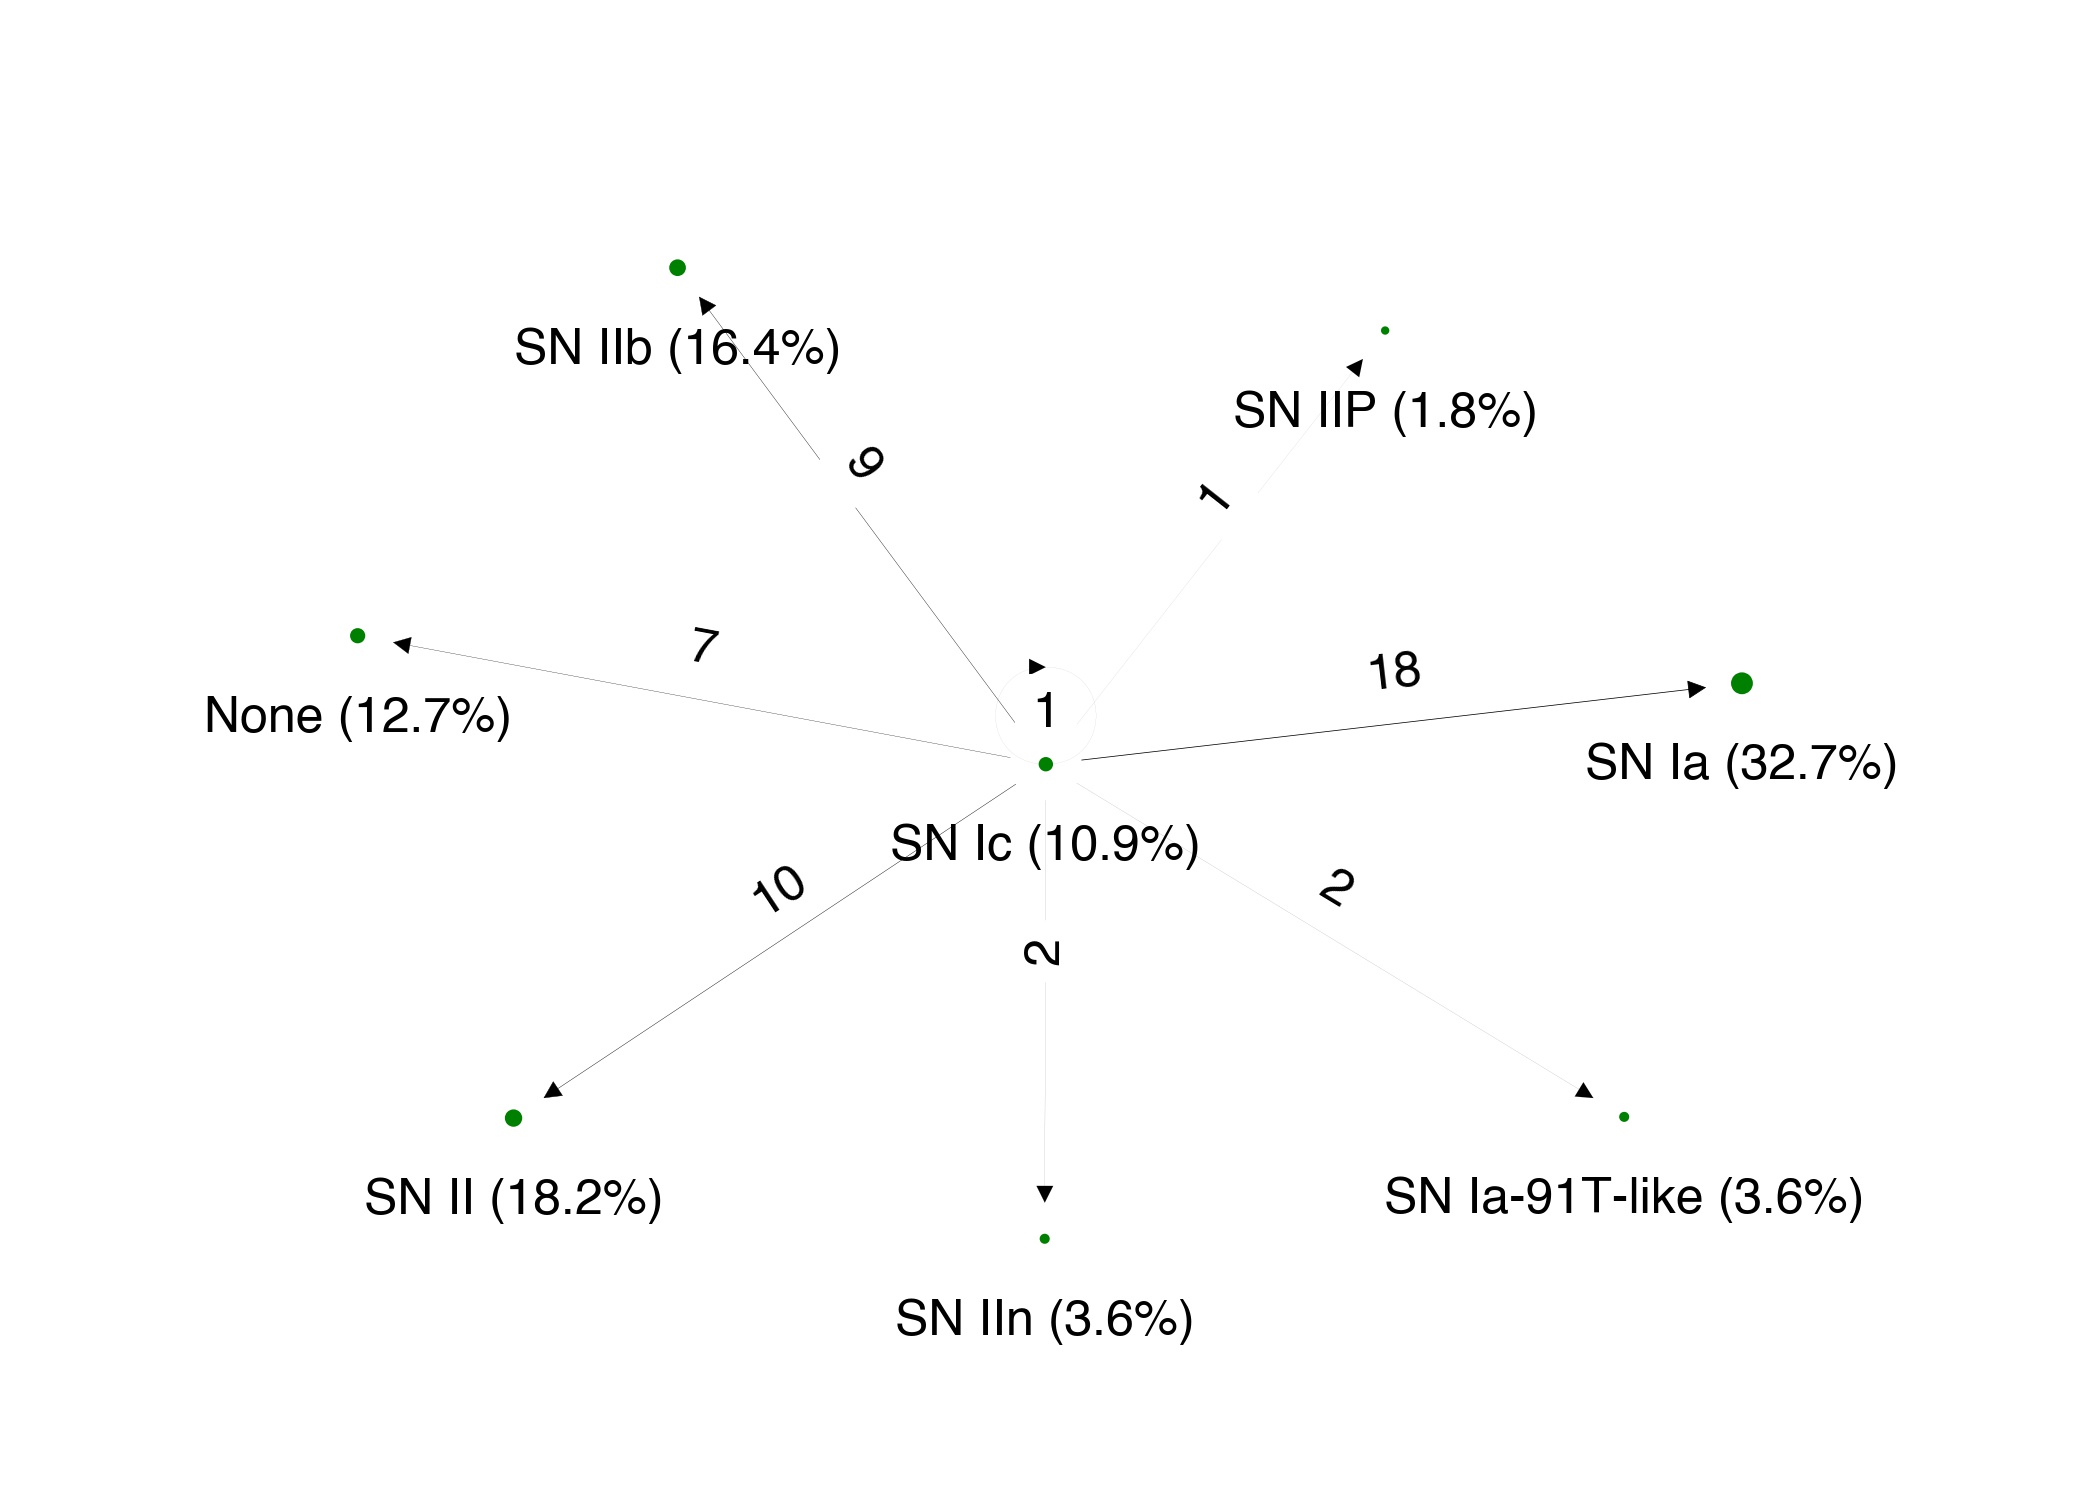 SN IIb (16.4%)
SN IIP (1.8%)
9
1
7
18
None (12.7%)
1
SN Ia (32.7%)
SN Ic (10.9%)
10
2
2
SN II (18.2%)
SN Ia-91T-like (3.6%)
SN IIn (3.6%)